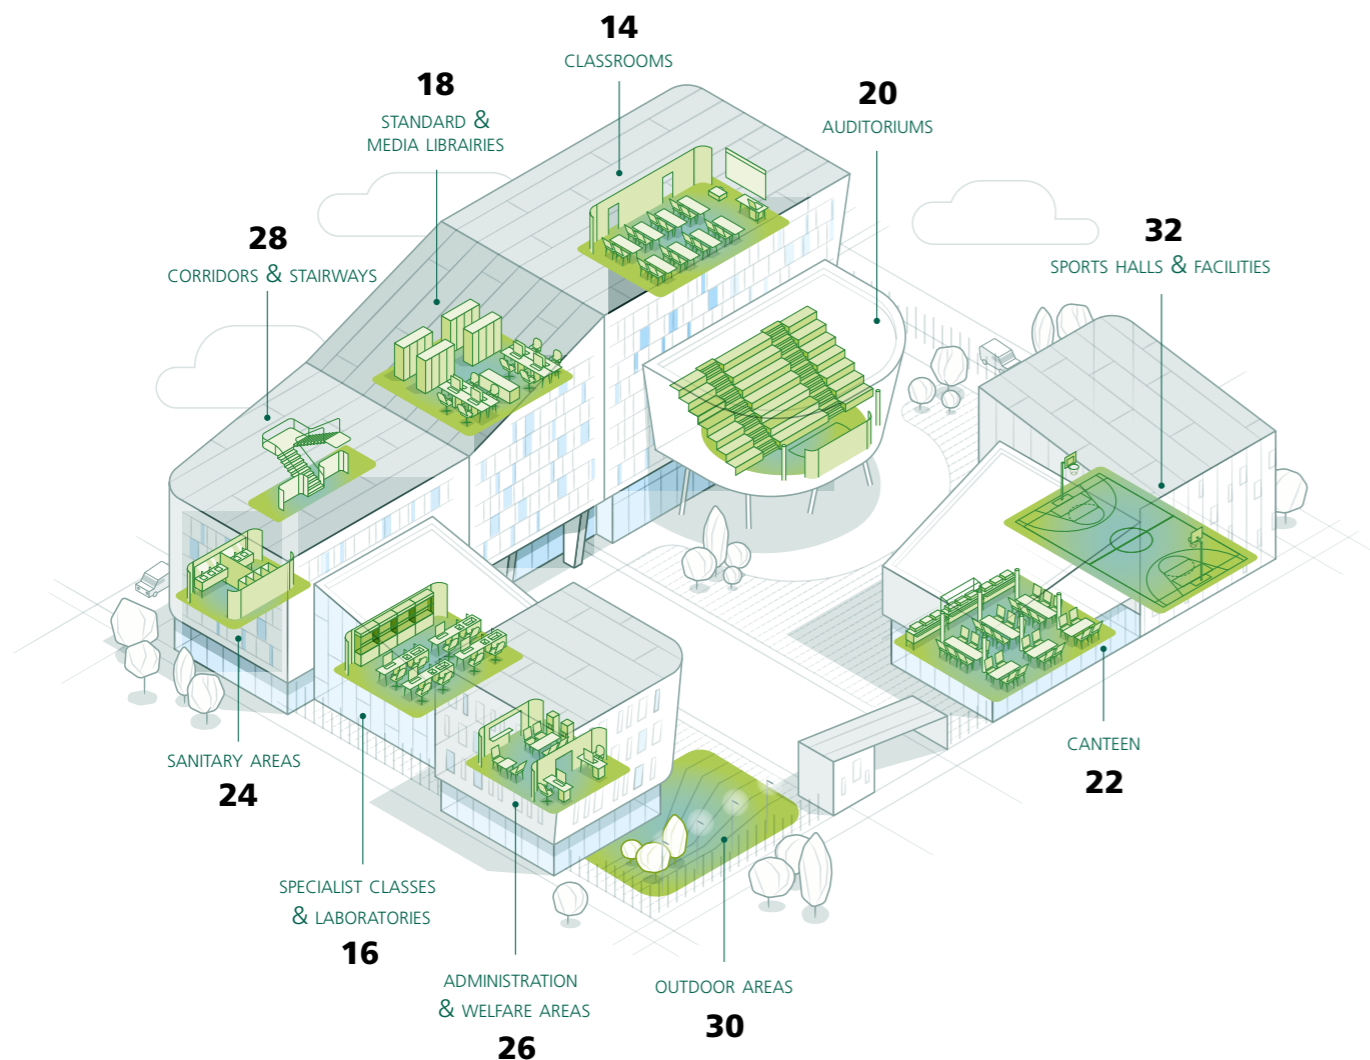 14
CLASSROOMS
18
STANDARD &
MEDIA LIBRAIRIES
20
AUDITORIUMS
28
CORRIDORS & STAIRWAYS
32
SPORTS HALLS & FACILITIES
SANITARY AREAS
24
CANTEEN
22
SPECIALIST CLASSES
& LABORATORIES
16
ADMINISTRATION
& WELFARE AREAS
26
OUTDOOR AREAS
30